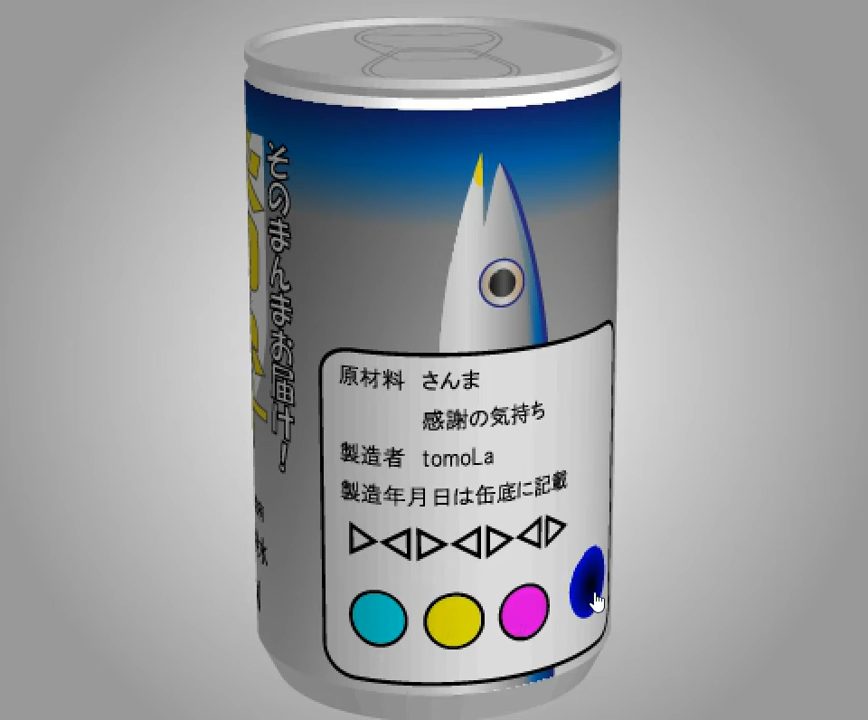 そのまんまお届け!
原材料 さんま
感謝の気持ち
製造者 tomoLa
製造年月日は缶底に記載